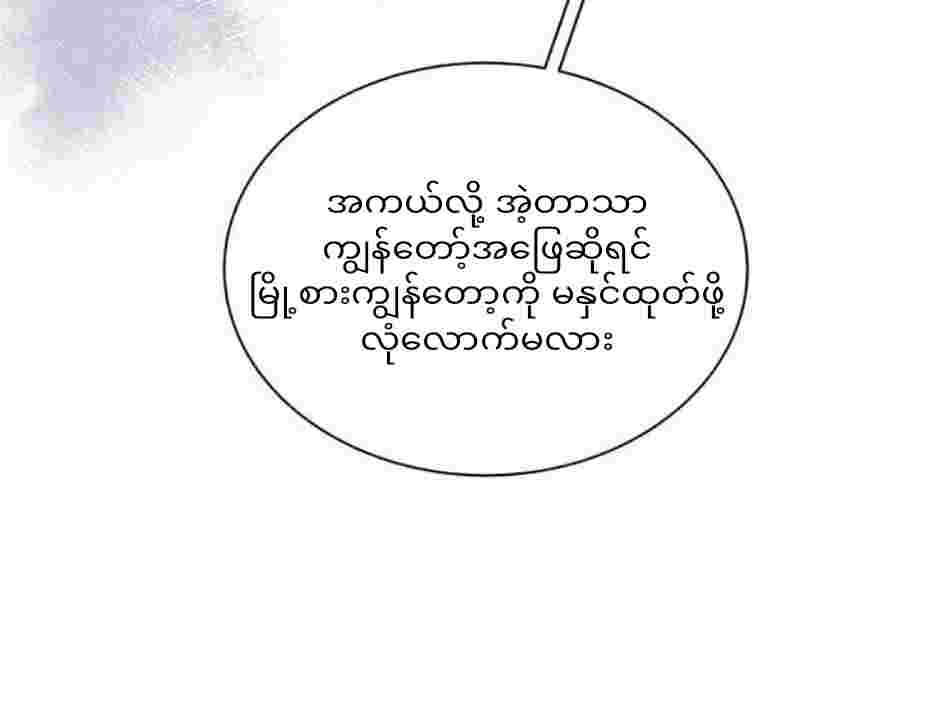 အကယ်လို့ အဲ့တာသာ
ကျွန်တော့်အဖြေဆိုရင်
မြို့စားကျွန်တော့ကို မနှင်ထုတ်ဖို့
လုံလောက်မလား